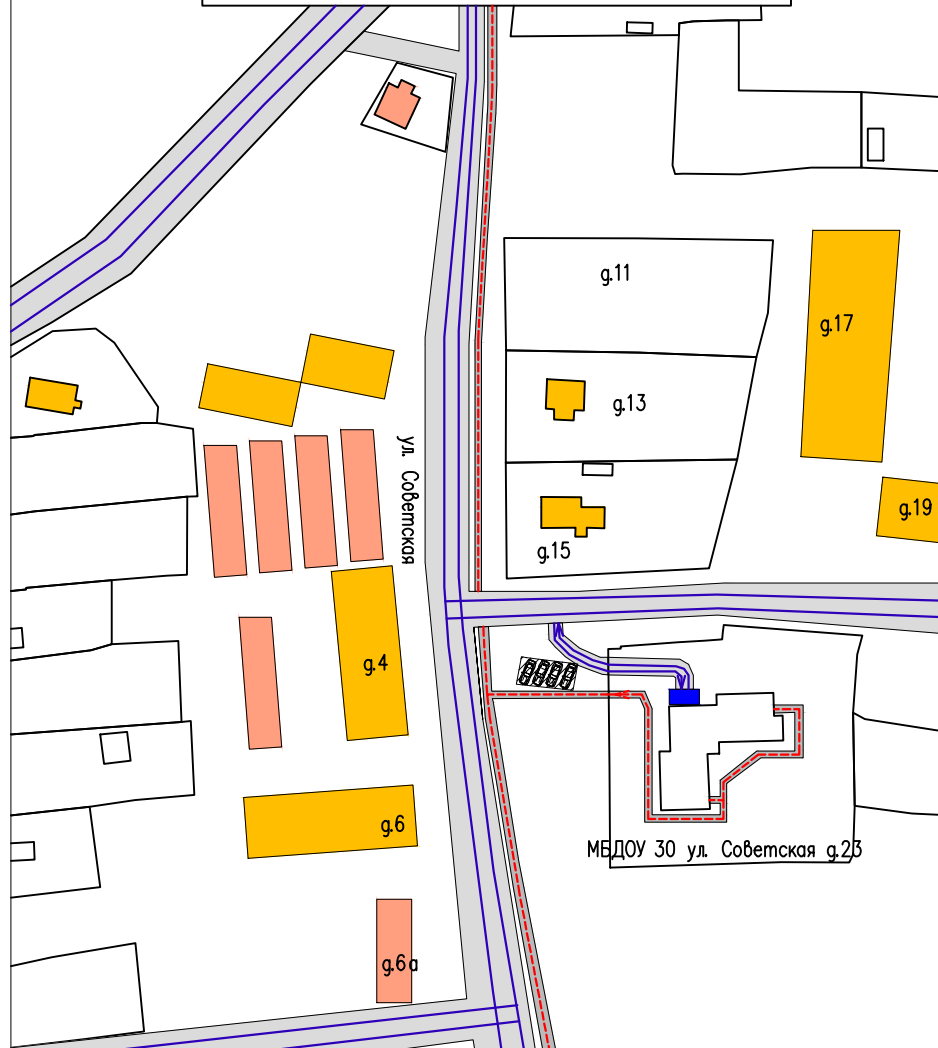 д.11
д.17
д.13
ул. Советская
д.19
д.15
д.4
д.6
МБДОУ 30 ул. Советская д.23
д.6а